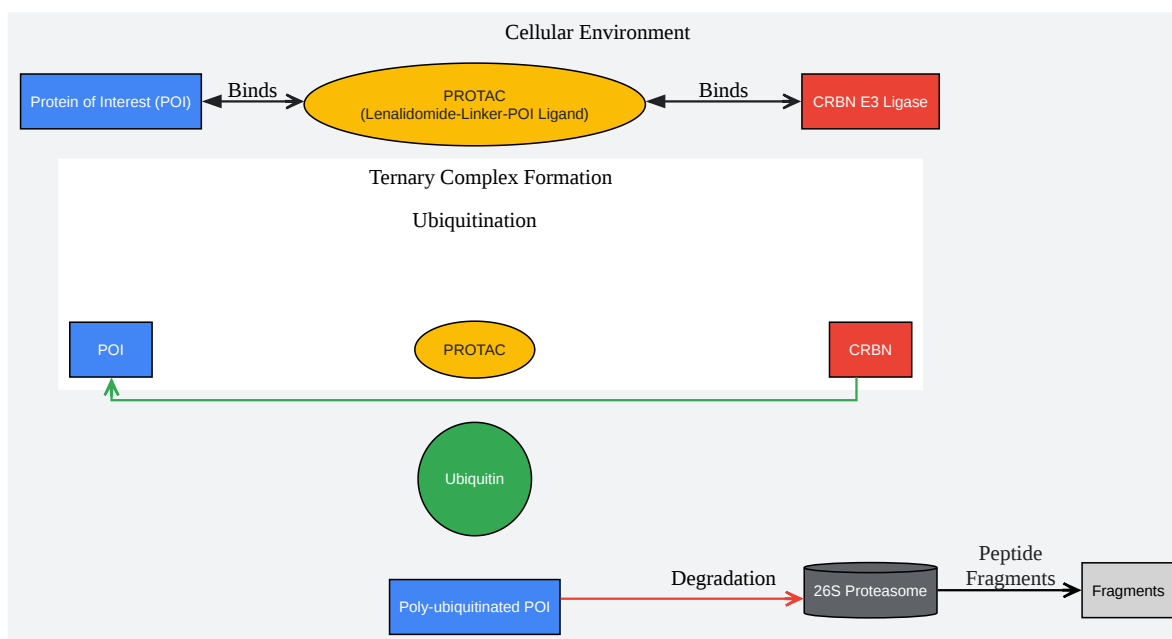 Cellular Environment
Protein of Interest (POI)
Binds
PROTAC
(Lenalidomide-Linker-POI Ligand)
Binds
CRBN E3 Ligase
Ternary Complex Formation
Ubiquitination
POI
PROTAC
CRBN
Ubiquitin
Poly-ubiquitinated POI
Degradation
26S Proteasome
Peptide
Fragments
Fragments